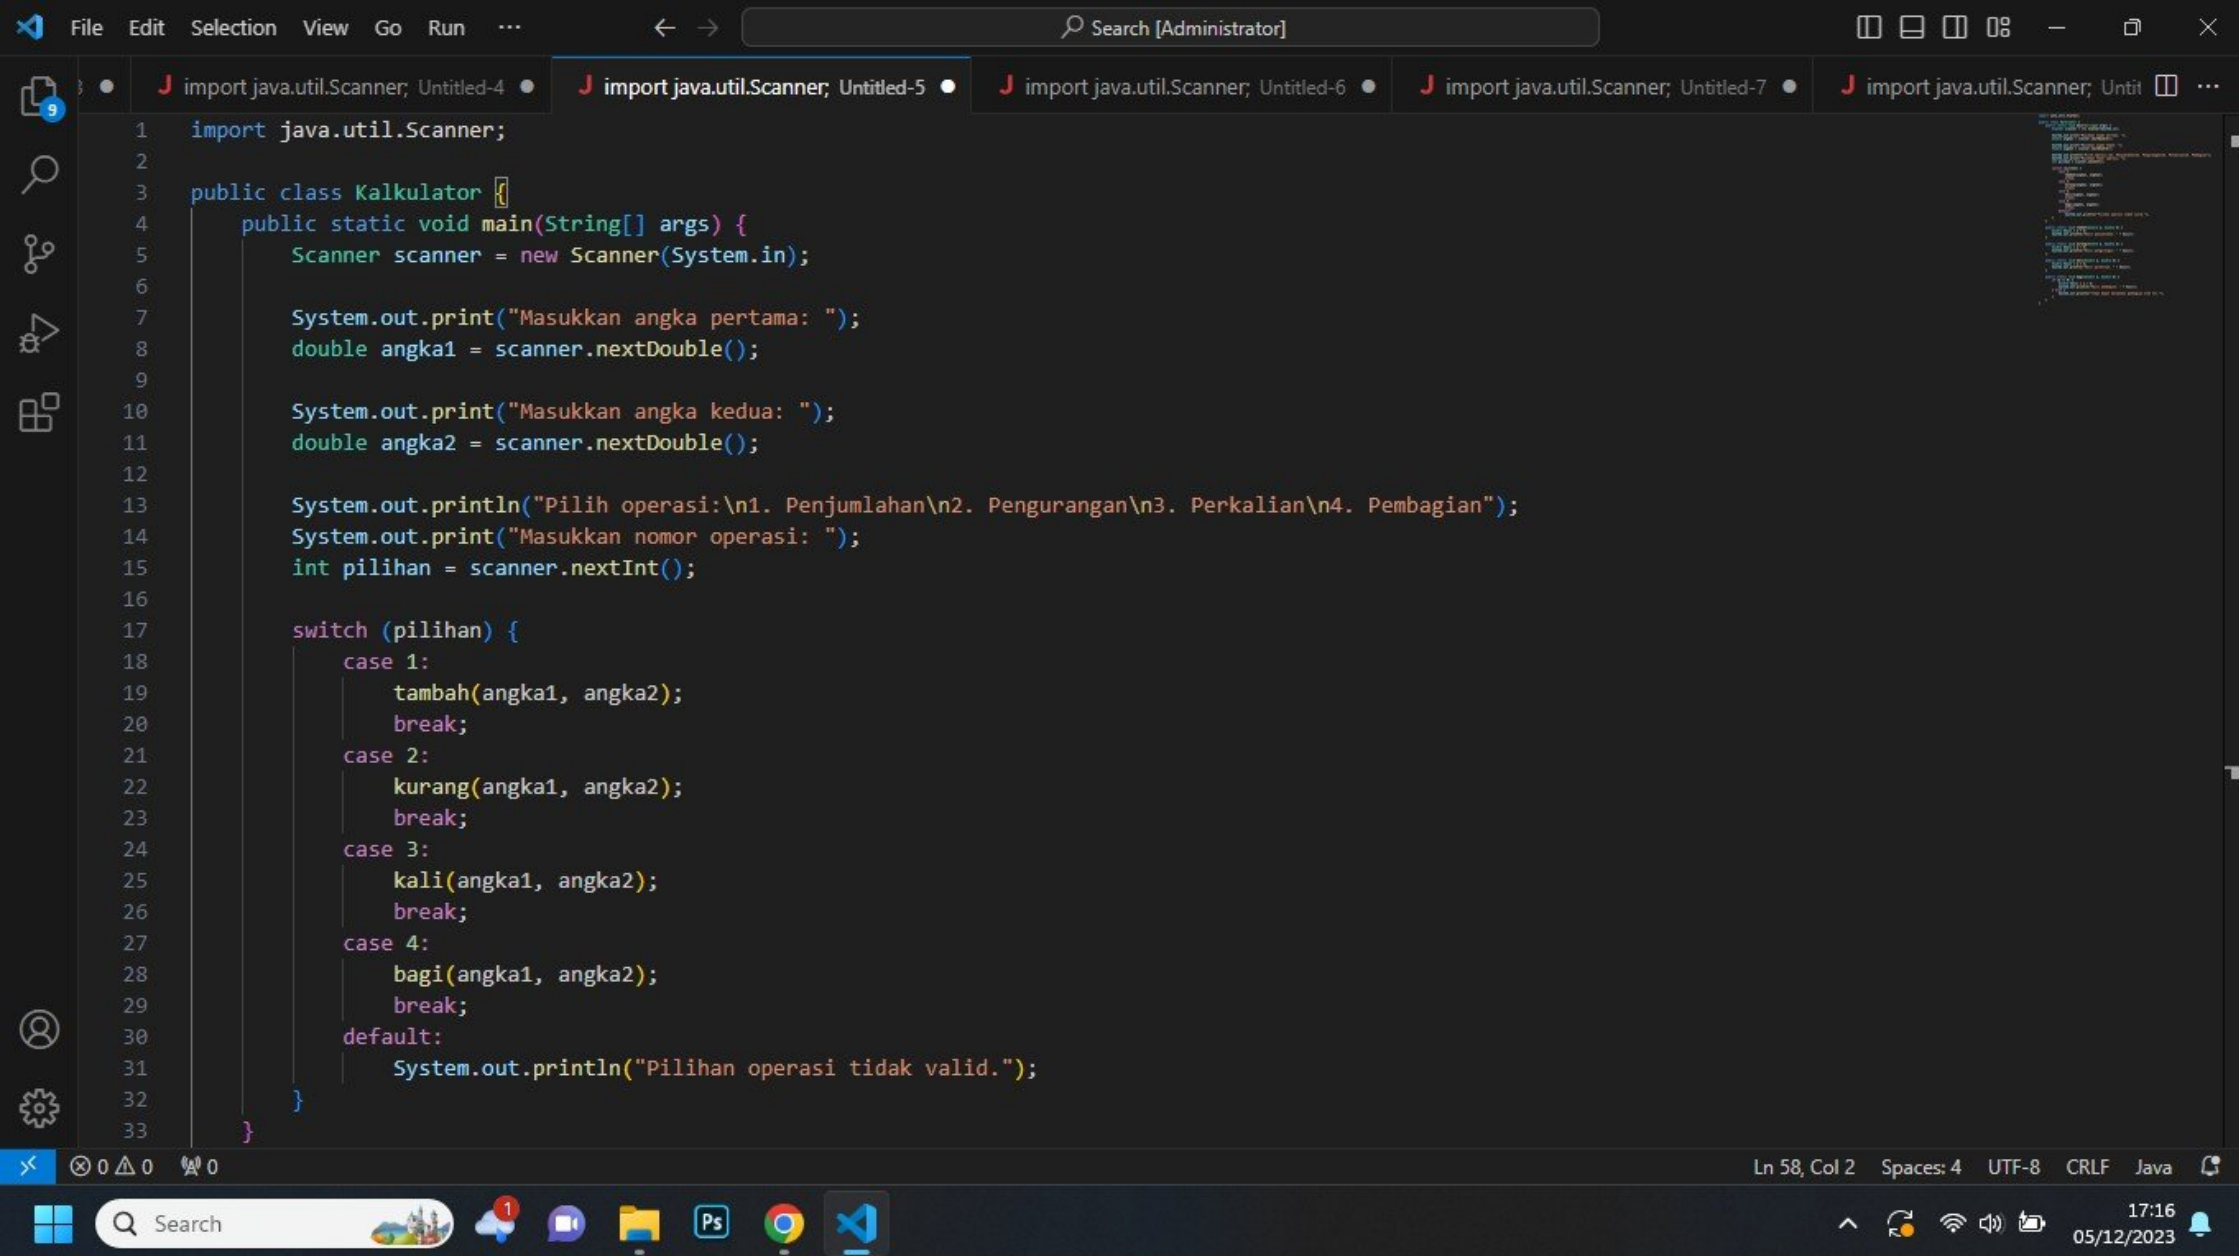 File Edit Selection View Go Run ··· Search [Administrator]
import java.util.Scanner; Untitled-4 import java.util.Scanner; Untitled-5 import java.util.Scanner; Untitled-6 import java.util.Scanner; Untitled-7 import java.util.Scanner; Untit
9
1 import java.util.Scanner;
2
3 public class Kalkulator {
4 public static void main(String[] args) {
5 Scanner scanner = new Scanner(System.in);
6
7 System.out.print("Masukkan angka pertama: ");
8 double angka1 = scanner.nextDouble();
9
10 System.out.print("Masukkan angka kedua: ");
11 double angka2 = scanner.nextDouble();
12
13 System.out.println("Pilih operasi:\n1. Penjumlahan\n2. Pengurangan\n3. Perkalian\n4. Pembagian");
14 System.out.print("Masukkan nomor operasi: ");
15 int pilihan = scanner.nextInt();
16
17 switch (pilihan) {
18 case 1:
19 tambah(angka1, angka2);
20 break;
21 case 2:
22 kurang(angka1, angka2);
23 break;
24 case 3:
25 kali(angka1, angka2);
26 break;
27 case 4:
28 bagi(angka1, angka2);
29 break;
30 default:
31 System.out.println("Pilihan operasi tidak valid.");
32 }
33 }
0 0 0 Ln 58, Col 2 Spaces: 4 UTF-8 CRLF Java
Search 1 Ps 17:16
05/12/2023